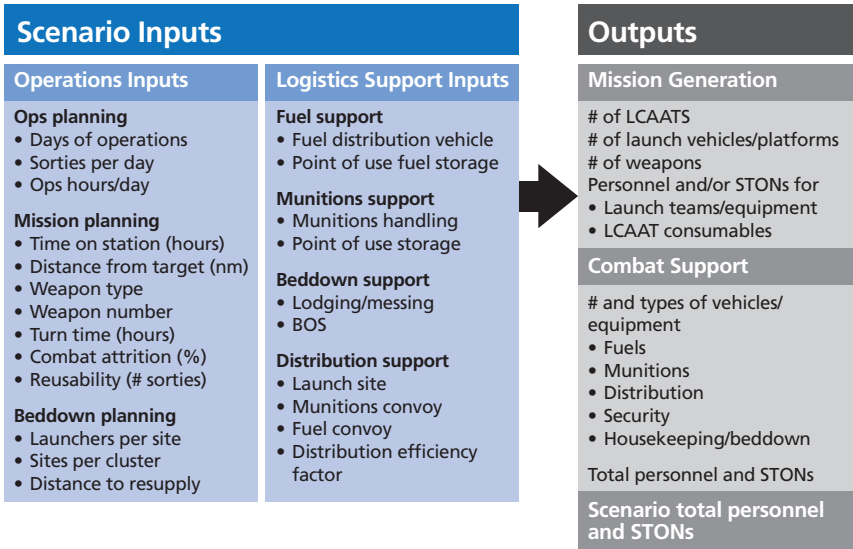 Scenario Inputs
Operations Inputs
Ops planning
• Days of operations
• Sorties per day
• Ops hours/day
Mission planning
• Time on station (hours)
• Distance from target (nm)
• Weapon type
• Weapon number
• Turn time (hours)
• Combat attrition (%)
• Reusability (# sorties)
Beddown planning
• Launchers per site
• Sites per cluster
• Distance to resupply
Logistics Support Inputs
Fuel support
• Fuel distribution vehicle
• Point of use fuel storage
Munitions support
• Munitions handling
• Point of use storage
Beddown support
• Lodging/messing
• BOS
Distribution support
• Launch site
• Munitions convoy
• Fuel convoy
• Distribution efficiency
factor
Outputs
Mission Generation
# of LCAATS
# of launch vehicles/platforms
# of weapons
Personnel and/or STONs for
• Launch teams/equipment
• LCAAT consumables
Combat Support
# and types of vehicles/
equipment
• Fuels
• Munitions
• Distribution
• Security
• Housekeeping/beddown
Total personnel and STONs
Scenario total personnel
and STONs